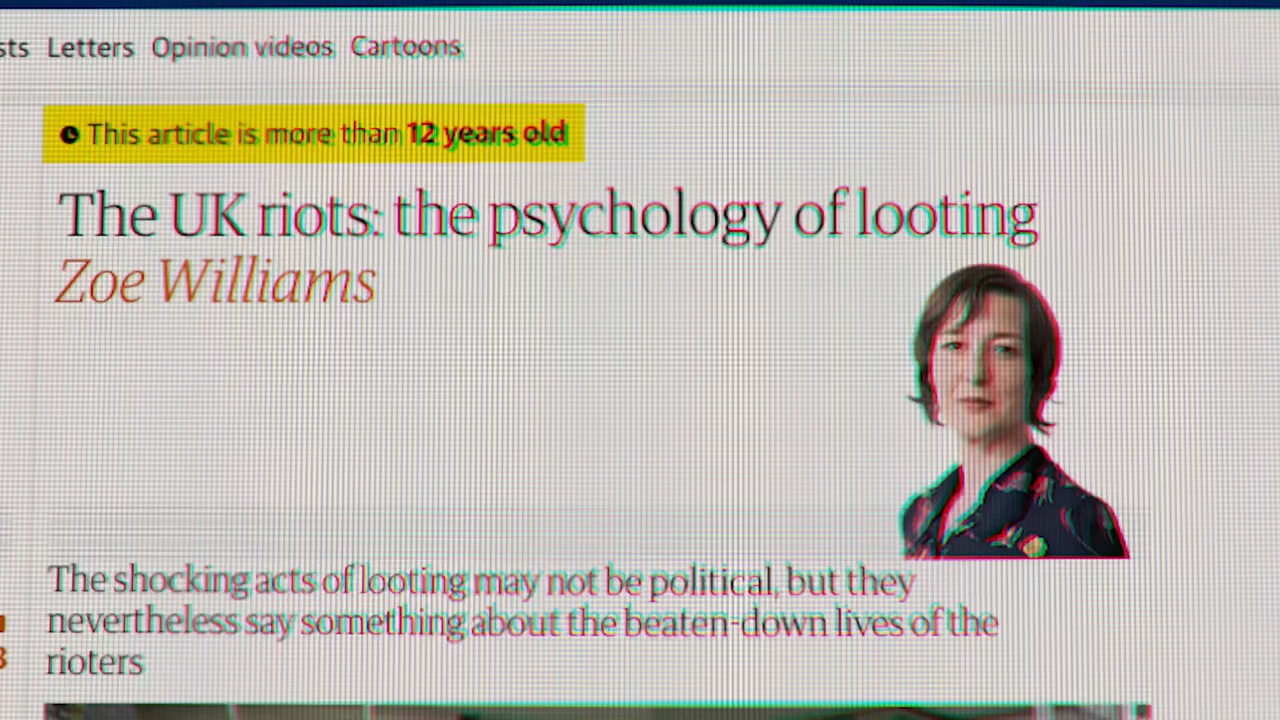 sts Letters Opinion videos Cartoons
This article is more than 12 years old
The UK riots: the psychology of looting
Zoe Williams
The shocking acts of looting may not be political, but they
nevertheless say something about the beaten-down lives of the
rioters